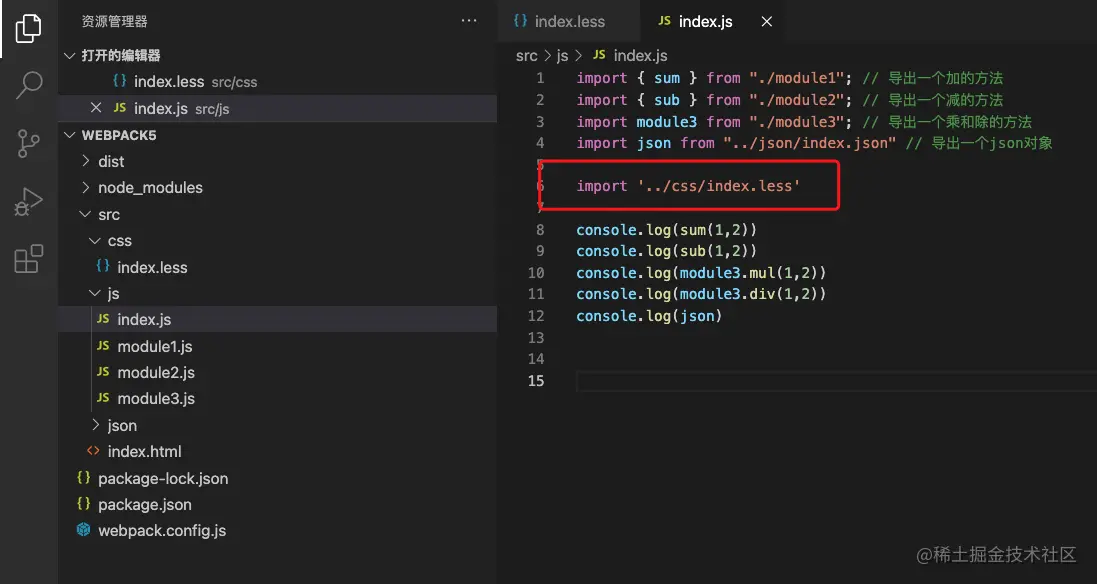 资源管理器
···
打开的编辑器
{} index.less src/css
× JS index.js src/js
WEBPACK5
dist
node_modules
src
css
{} index.less
js
JS index.js
JS module1.js
JS module2.js
JS module3.js
json
<> index.html
{} package-lock.json
{} package.json
webpack.config.js
{} index.less
JS index.js ×
src > js > JS index.js
1 import { sum } from "./module1"; // 导出一个加的方法
2 import { sub } from "./module2"; // 导出一个减的方法
3 import module3 from "./module3"; // 导出一个乘和除的方法
4 import json from "../json/index.json" // 导出一个json对象
5
6 import '../css/index.less'
7
8 console.log(sum(1,2))
9 console.log(sub(1,2))
10 console.log(module3.mul(1,2))
11 console.log(module3.div(1,2))
12 console.log(json)
13
14
15
@稀土掘金技术社区